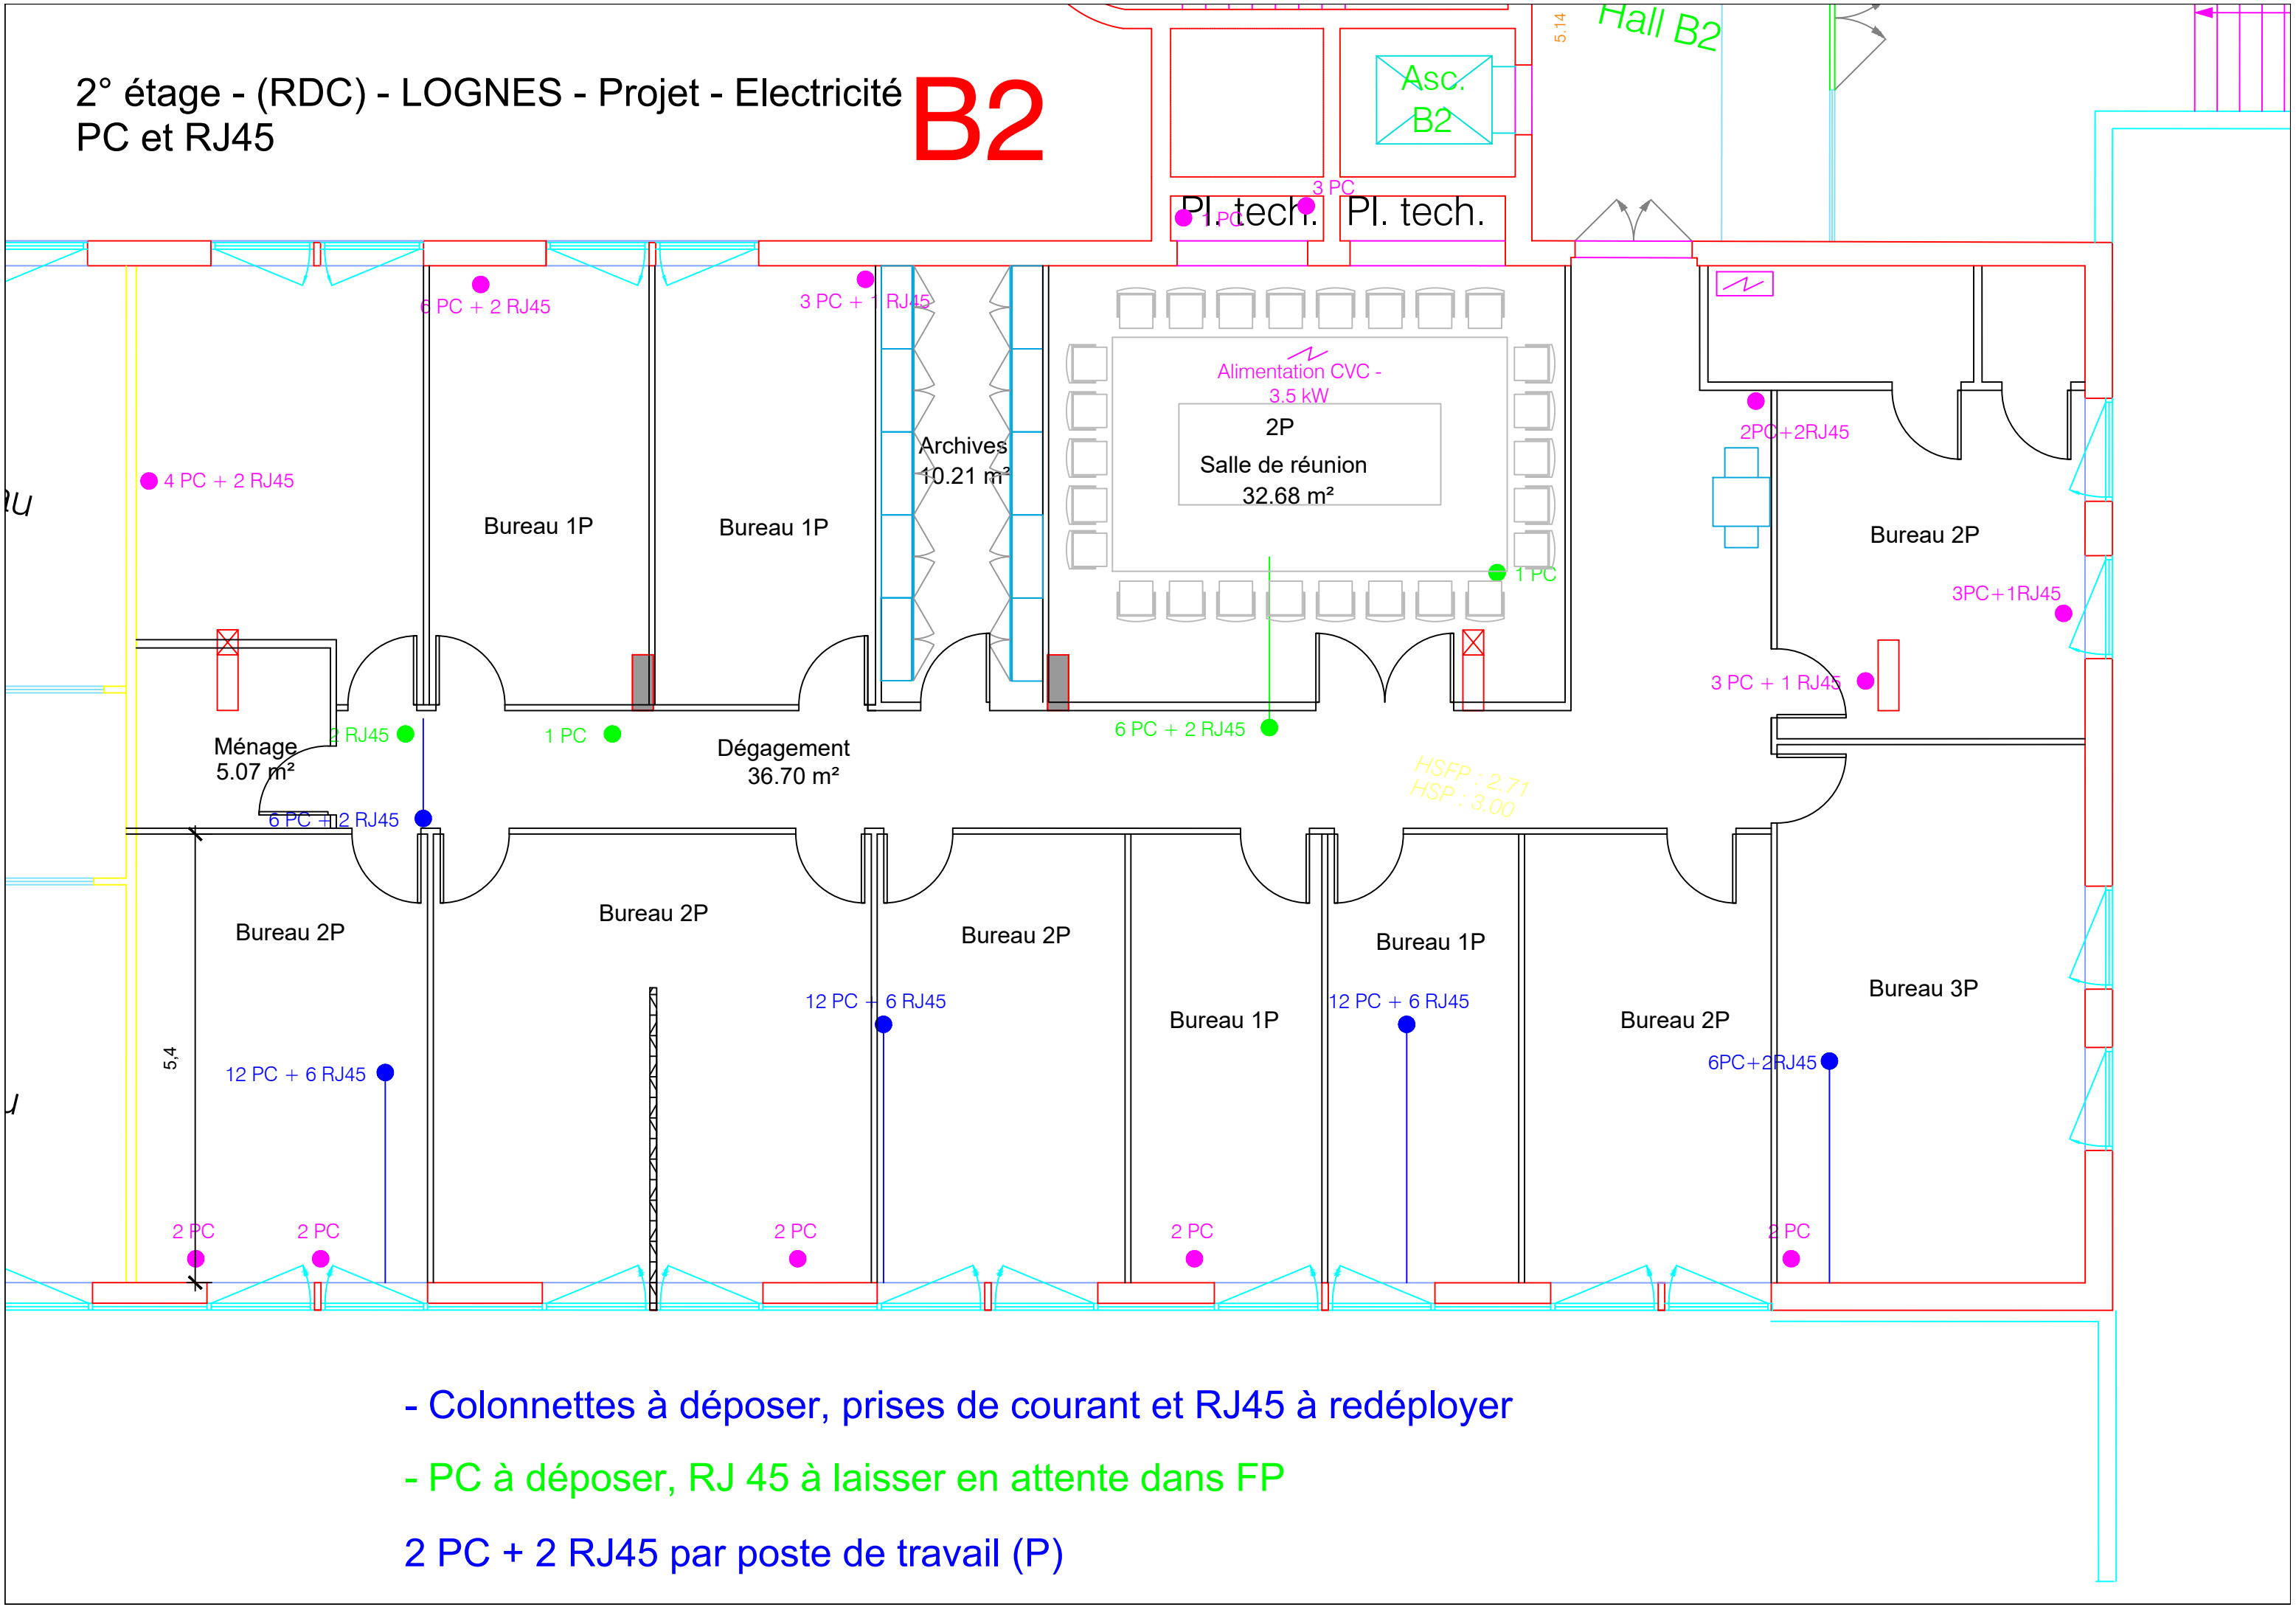 Hall B2
5.14
2° étage - (RDC) - LOGNES - Projet - Electricité
PC et RJ45
B2
Asc.
B2
3 PC
Pl. tech.
1 PC
Pl. tech.
6 PC + 2 RJ45
3 PC + 1 RJ45
Alimentation CVC -
3.5 kW
2P
Salle de réunion
32.68 m²
Archives
10.21 m²
2PC+2RJ45
4 PC + 2 RJ45
Bureau 1P
Bureau 1P
Bureau 2P
1 PC
3PC+1RJ45
3 PC + 1 RJ45
2 RJ45
1 PC
6 PC + 2 RJ45
Ménage
5.07 m²
Dégagement
36.70 m²
HSFP : 2.71
HSP : 3.00
6 PC + 2 RJ45
Bureau 2P
Bureau 2P
Bureau 2P
Bureau 1P
Bureau 1P
Bureau 2P
Bureau 3P
12 PC + 6 RJ45
12 PC + 6 RJ45
12 PC + 6 RJ45
6PC+2RJ45
5,4
2 PC
2 PC
2 PC
2 PC
2 PC
- Colonnettes à déposer, prises de courant et RJ45 à redéployer
- PC à déposer, RJ 45 à laisser en attente dans FP
2 PC + 2 RJ45 par poste de travail (P)